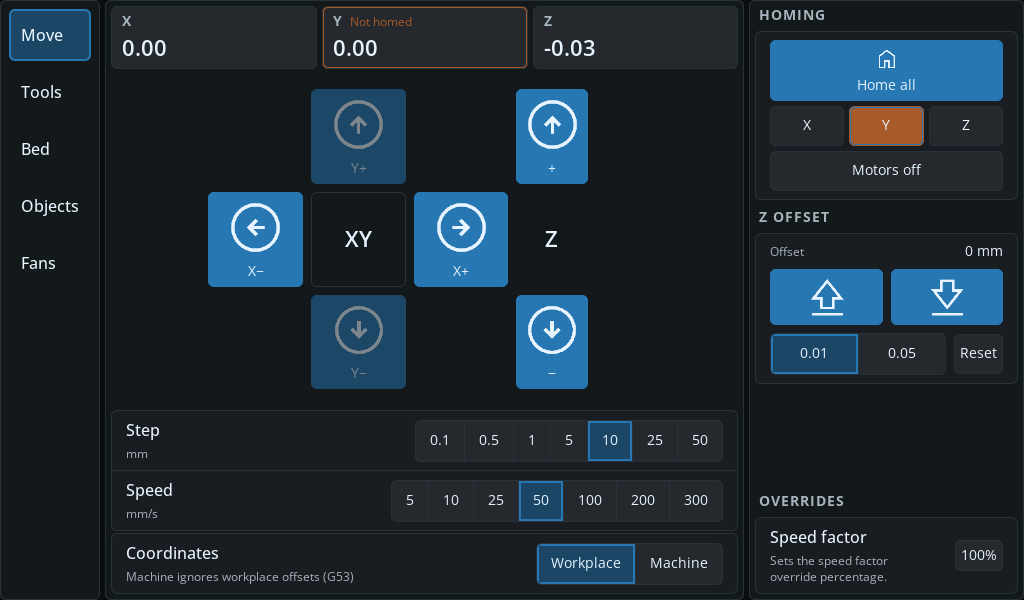 Move
Tools
Bed
Objects
Fans
X
0.00
Y Not homed
0.00
Z
-0.03
Y+
+
X−
XY
X+
Z
Y−
−
Step
mm
0.1 0.5 1 5 10 25 50
Speed
mm/s
5 10 25 50 100 200 300
Coordinates
Machine ignores workplace offsets (G53)
Workplace Machine
HOMING
Home all
X Y Z
Motors off
Z OFFSET
Offset 0 mm
0.01 0.05 Reset
OVERRIDES
Speed factor
Sets the speed factor
override percentage.
100%